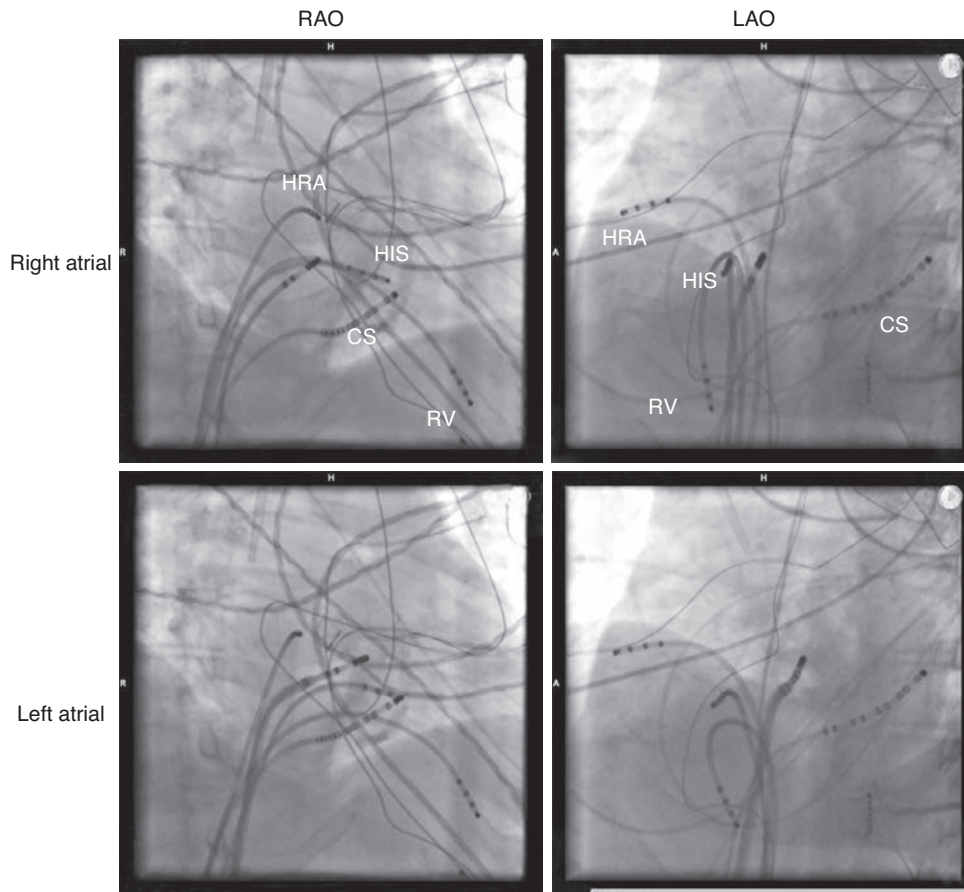 RAO
LAO
H
H
HRA
HIS
R
A
HRA
HIS
Right atrial
CS
CS
RV
RV
H
H
R
A
Left atrial